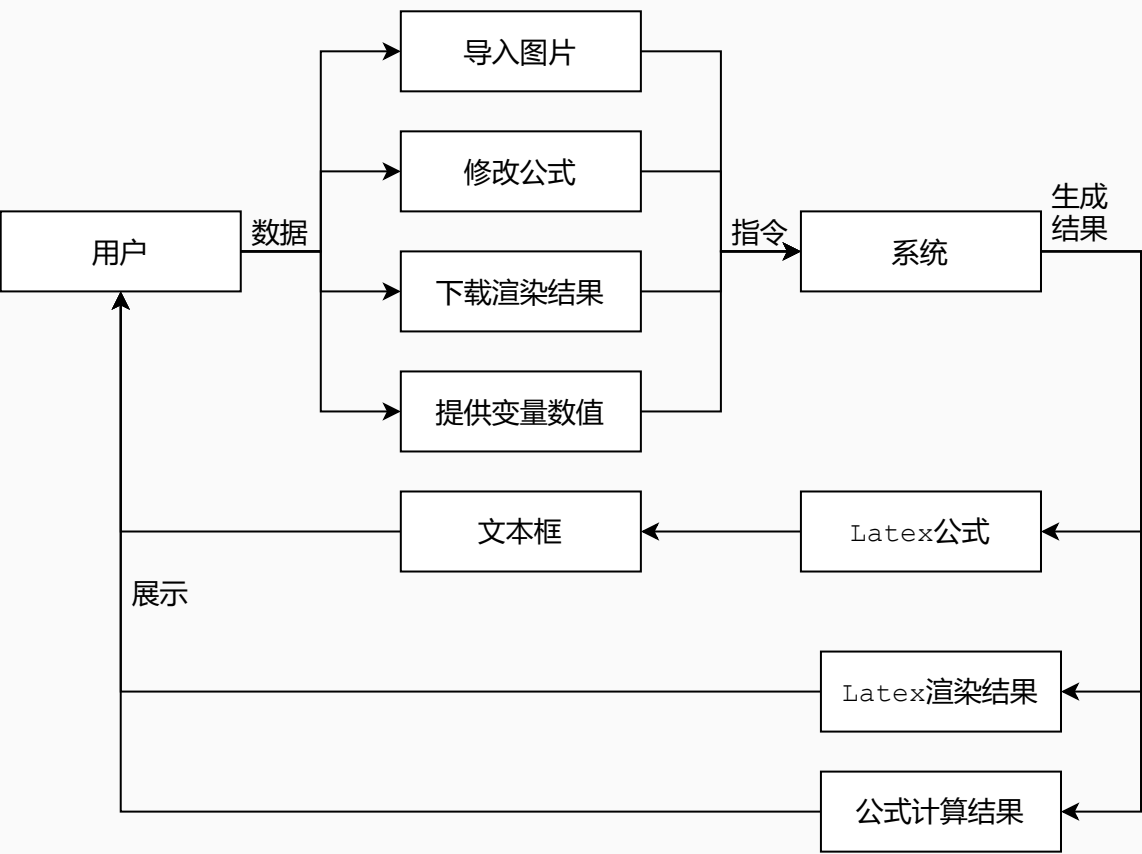 导入图片
修改公式
用户
数据
指令
系统
生成
结果
下载渲染结果
提供变量数值
文本框
Latex公式
展示
Latex渲染结果
公式计算结果